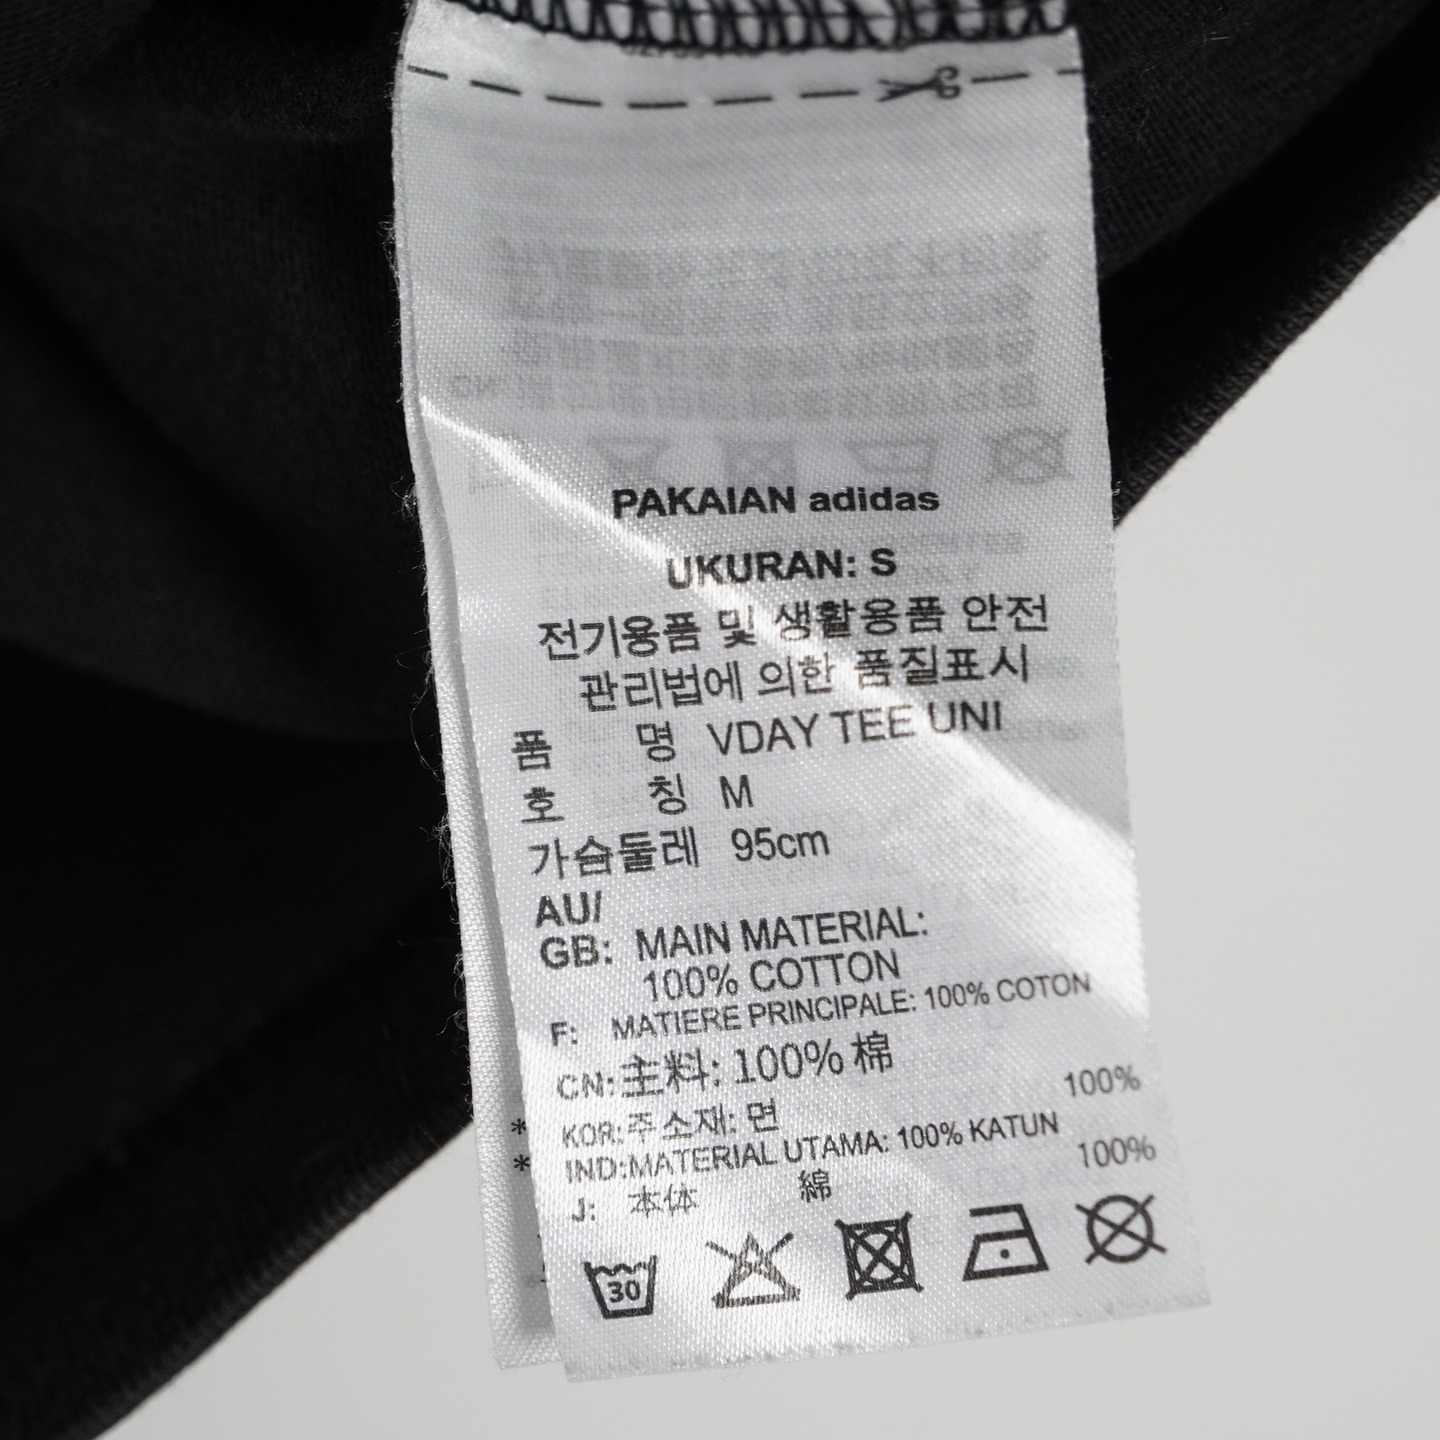 PAKAIAN adidas
UKURAN: S
전기용품 및 생활용품 안전
관리법에 의한 품질표시
품 명 VDAY TEE UNI
호 칭 M
가슴둘레 95cm
AU/
GB: MAIN MATERIAL:
100% COTTON
F: MATIERE PRINCIPALE: 100% COTON
CN: 主料: 100% 棉
KOR: 주소재: 면 100%
IND: MATERIAL UTAMA: 100% KATUN
J: 本体 綿 100%
30